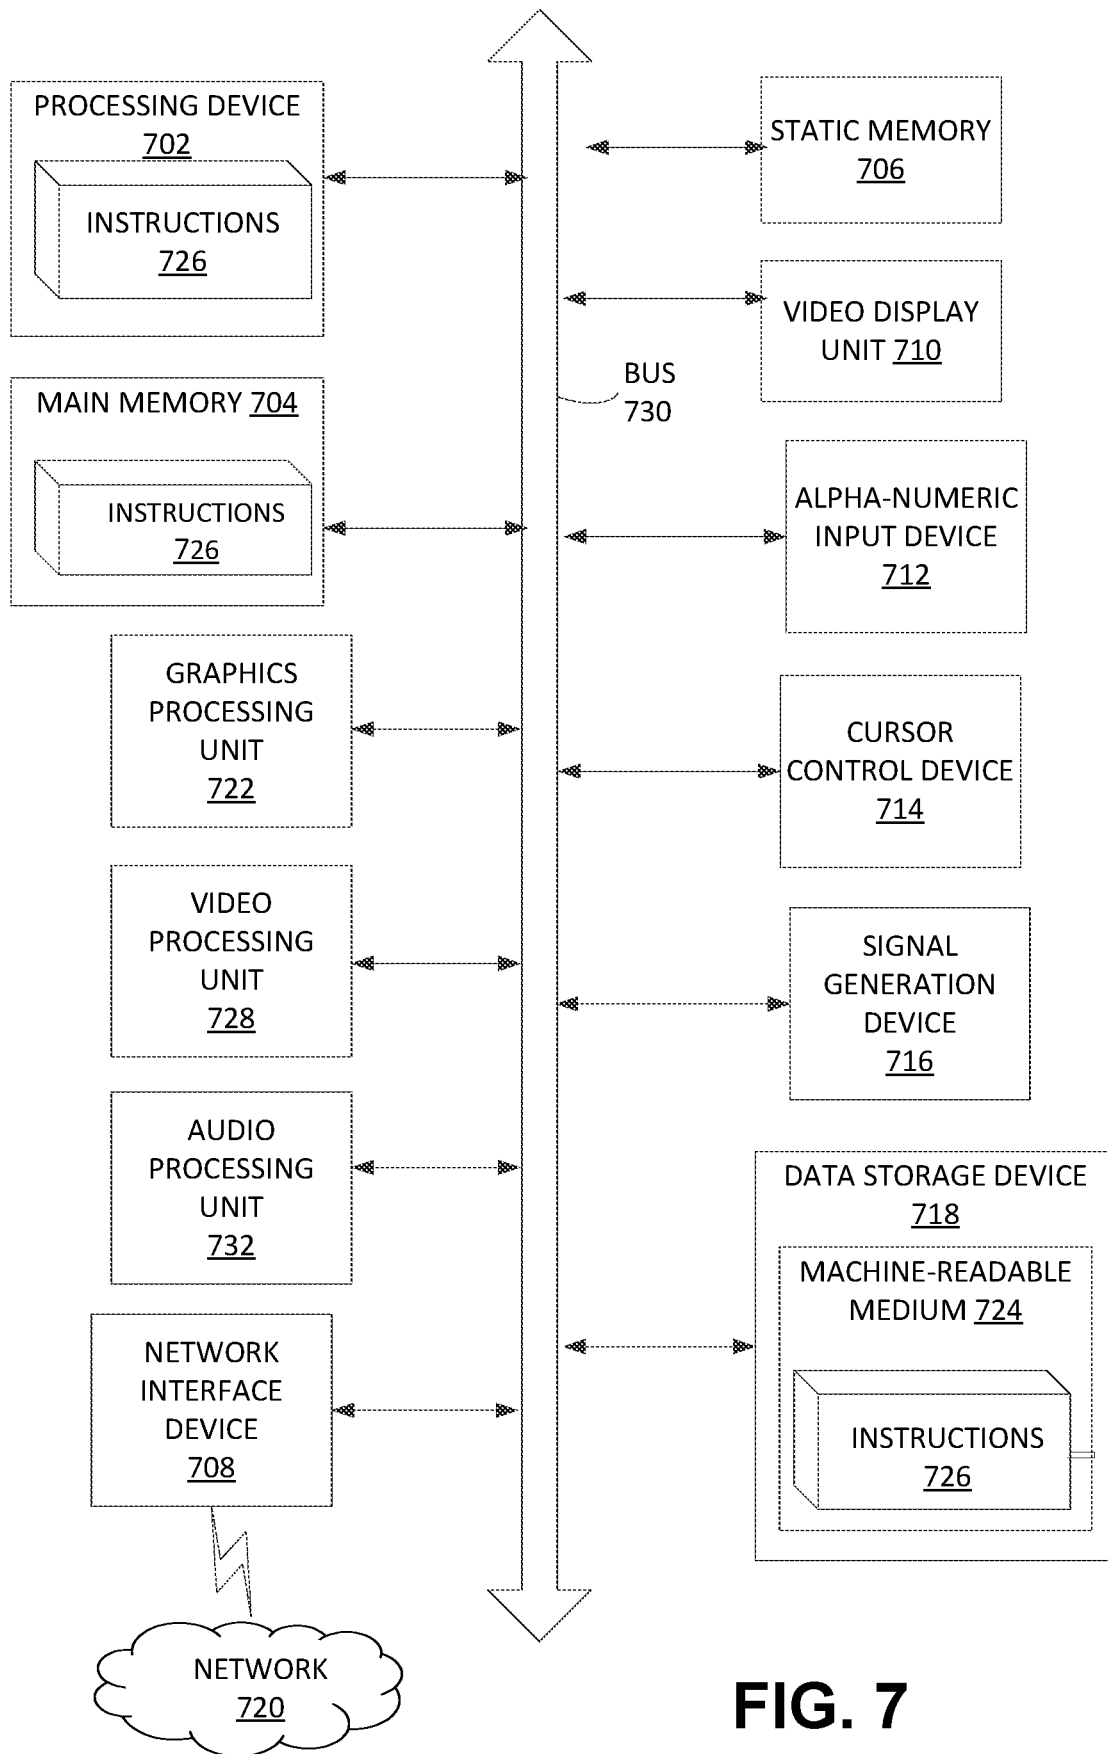 PROCESSING DEVICE
702
INSTRUCTIONS
726
MAIN MEMORY 704
INSTRUCTIONS
726
GRAPHICS
PROCESSING
UNIT
722
VIDEO
PROCESSING
UNIT
728
AUDIO
PROCESSING
UNIT
732
NETWORK
INTERFACE
DEVICE
708
NETWORK
720
BUS
730
STATIC MEMORY
706
VIDEO DISPLAY
UNIT 710
ALPHA-NUMERIC
INPUT DEVICE
712
CURSOR
CONTROL DEVICE
714
SIGNAL
GENERATION
DEVICE
716
DATA STORAGE DEVICE
718
MACHINE-READABLE
MEDIUM 724
INSTRUCTIONS
726
FIG. 7